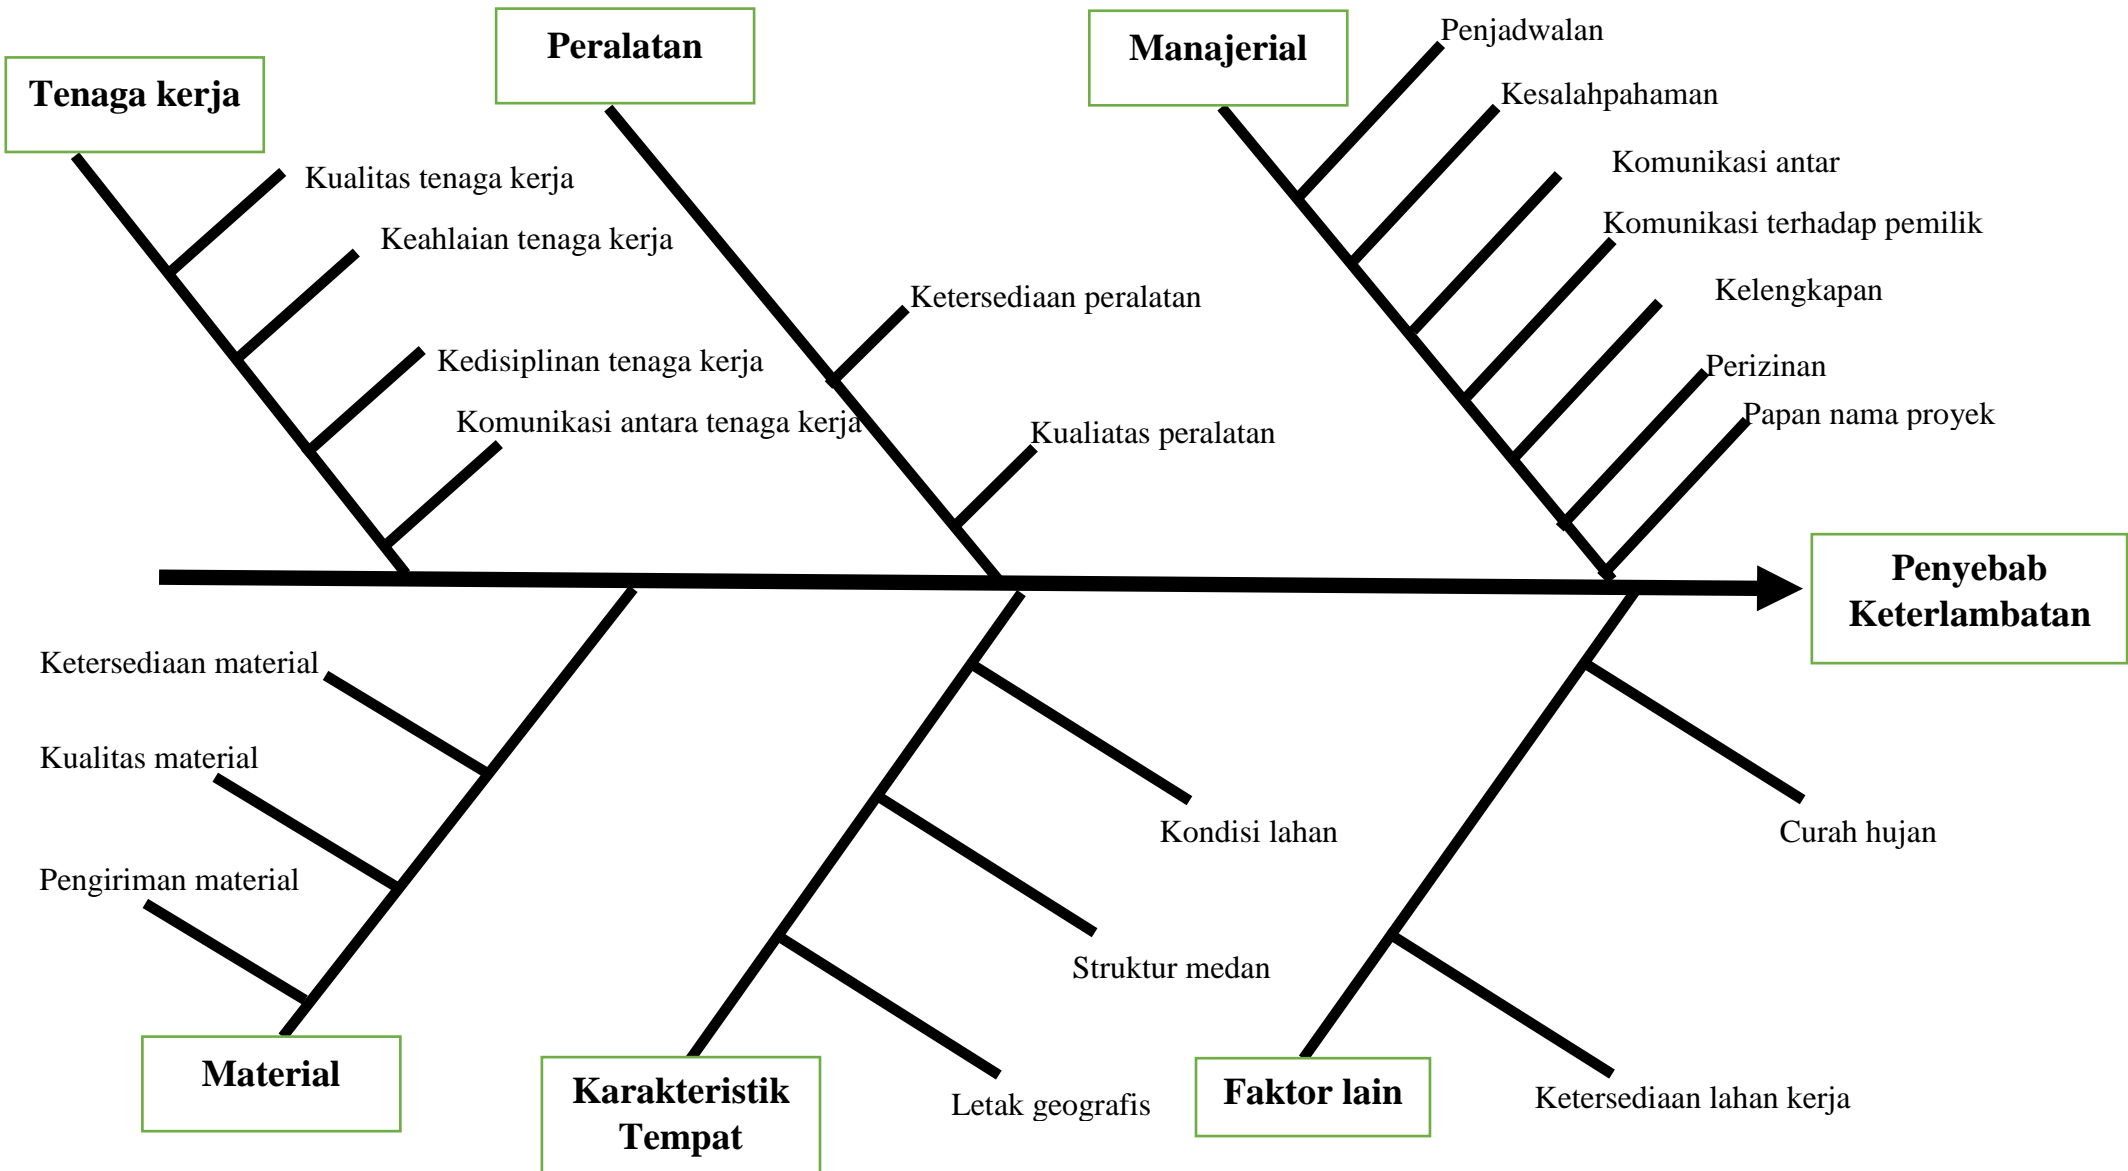 Tenaga kerja
Kualitas tenaga kerja
Keahlaian tenaga kerja
Kedisiplinan tenaga kerja
Komunikasi antara tenaga kerja
Peralatan
Ketersediaan peralatan
Kualiatas peralatan
Manajerial
Penjadwalan
Kesalahpahaman
Komunikasi antar
Komunikasi terhadap pemilik
Kelengkapan
Perizinan
Papan nama proyek
Penyebab
Keterlambatan
Ketersediaan material
Kualitas material
Pengiriman material
Material
Kondisi lahan
Struktur medan
Letak geografis
Karakteristik
Tempat
Curah hujan
Ketersediaan lahan kerja
Faktor lain